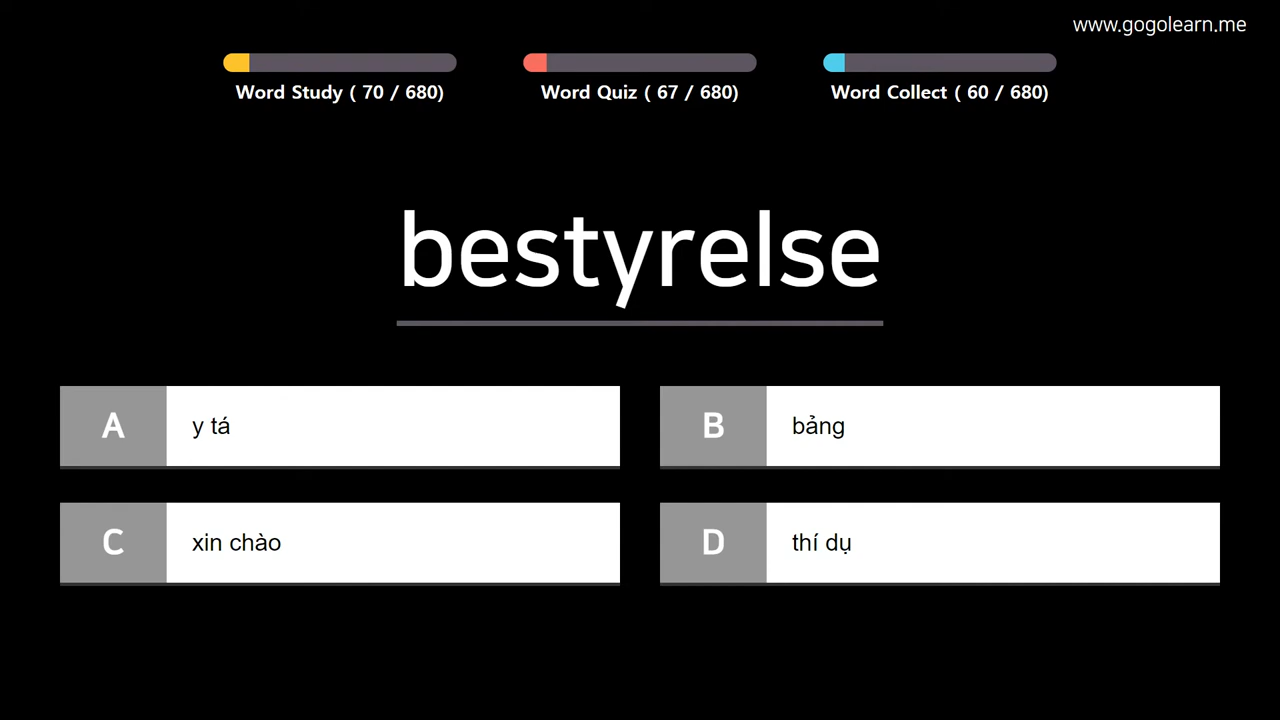 www.gogolearn.me
Word Study ( 70 / 680)
Word Quiz ( 67 / 680)
Word Collect ( 60 / 680)
bestyrelse
A y tá
B bảng
C xin chào
D thí dụ